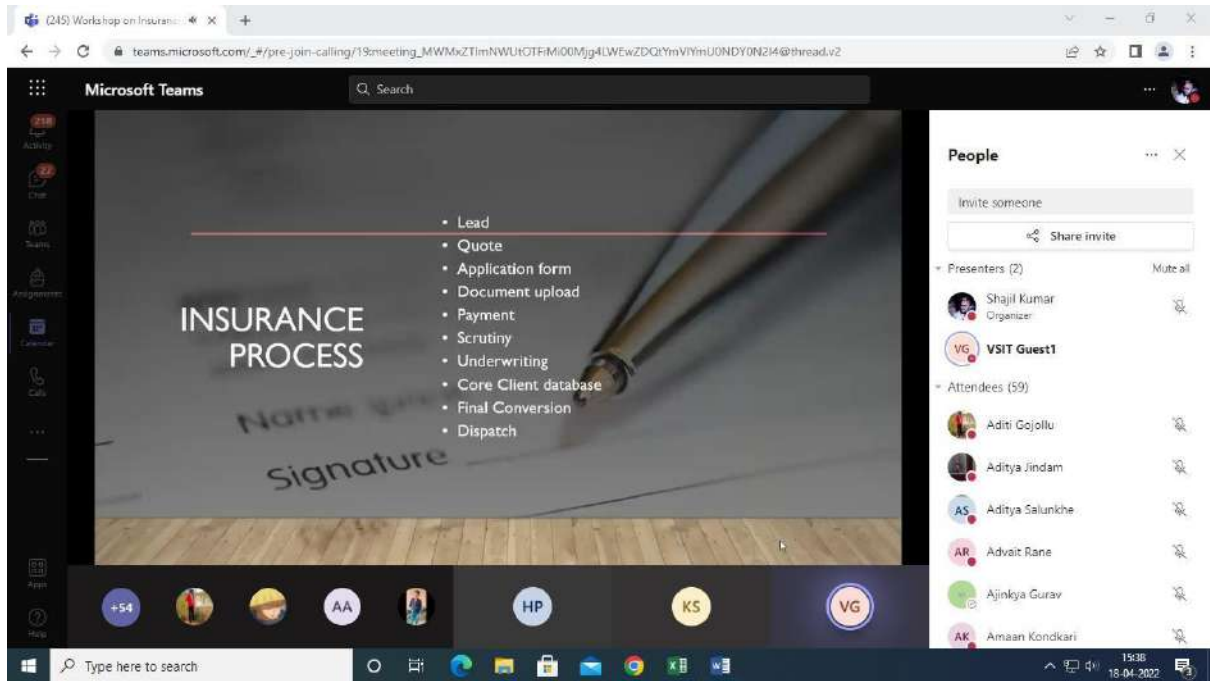 (245) Workshop on Insuranc
teams.microsoft.com/_#/pre-join-calling/19:meeting_MWMxZTlmNWUtOTFiMi00Mjg4LWEwZDQtYmVlYmU0NDY0N2I4@thread.v2
Microsoft Teams
Search
218
Activity
27
Chat
Teams
Assignments
Calendar
Calls
Apps
Help
INSURANCE
PROCESS
• Lead
• Quote
• Application form
• Document upload
• Payment
• Scrutiny
• Underwriting
• Core Client database
• Final Conversion
• Dispatch
Name
Signature
+54
AA
HP
KS
VG
People
Invite someone
Share invite
Presenters (2) Mute all
Shajil Kumar
Organizer
VG VSIT Guest1
Attendees (59)
Aditi Gojollu
Aditya Jindam
AS Aditya Salunkhe
AR Advait Rane
Ajinkya Gurav
AK Amaan Kondkari
Type here to search
15:38
18-04-2022